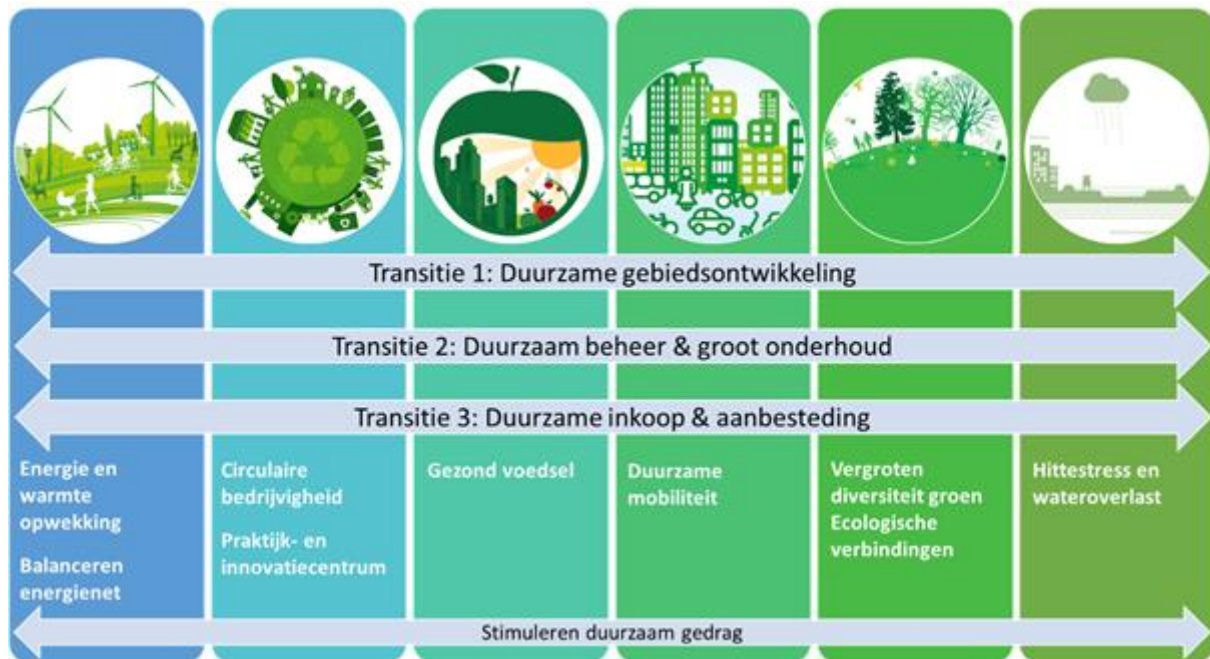 Transitie 1: Duurzame gebiedsontwikkeling
Transitie 2: Duurzaam beheer & groot onderhoud
Transitie 3: Duurzame inkoop & aanbesteding
Energie en
warmte
opwekking
Balanceren
energienet
Circulaire
bedrijvigheid
Praktijk- en
innovatiecentrum
Gezond voedsel
Duurzame
mobiliteit
Vergroten
diversiteit groen
Ecologische
verbindingen
Hittestress en
wateroverlast
Stimuleren duurzaam gedrag